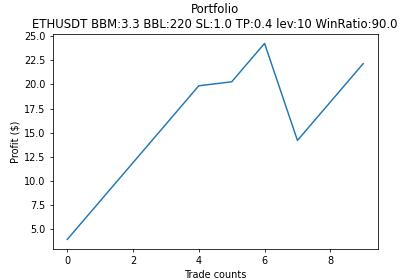 Portfolio
ETHUSDT BBM:3.3 BBL:220 SL:1.0 TP:0.4 lev:10 WinRatio:90.0
25.0
22.5
20.0
17.5
15.0
12.5
10.0
7.5
5.0
Profit ($)
0 2 4 6 8
Trade counts